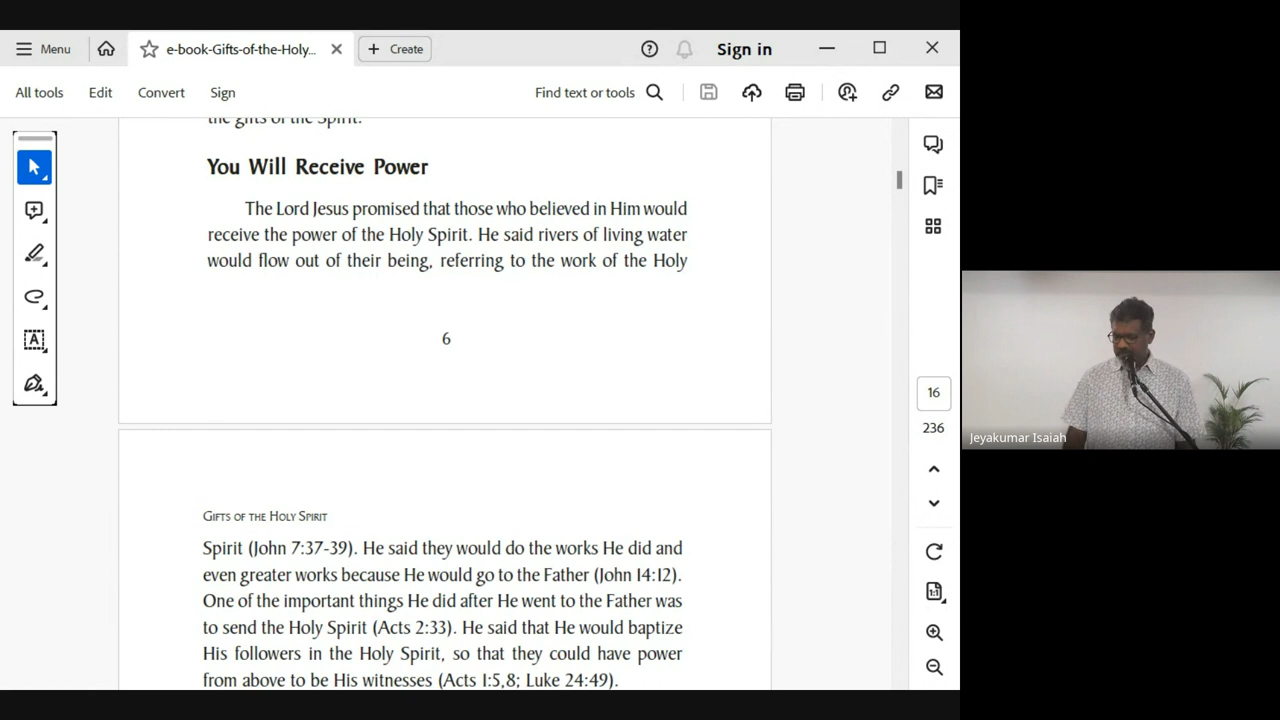 Menu
e-book-Gifts-of-the-Holy...
Create
Sign in
All tools
Edit
Convert
Sign
Find text or tools
the gifts of the Spirit.
You Will Receive Power
The Lord Jesus promised that those who believed in Him would
receive the power of the Holy Spirit. He said rivers of living water
would flow out of their being, referring to the work of the Holy
6
16
236
Jeyakumar Isaiah
GIFTS OF THE HOLY SPIRIT
Spirit (John 7:37-39). He said they would do the works He did and
even greater works because He would go to the Father (John 14:12).
One of the important things He did after He went to the Father was
to send the Holy Spirit (Acts 2:33). He said that He would baptize
His followers in the Holy Spirit, so that they could have power
from above to be His witnesses (Acts 1:5,8; Luke 24:49).